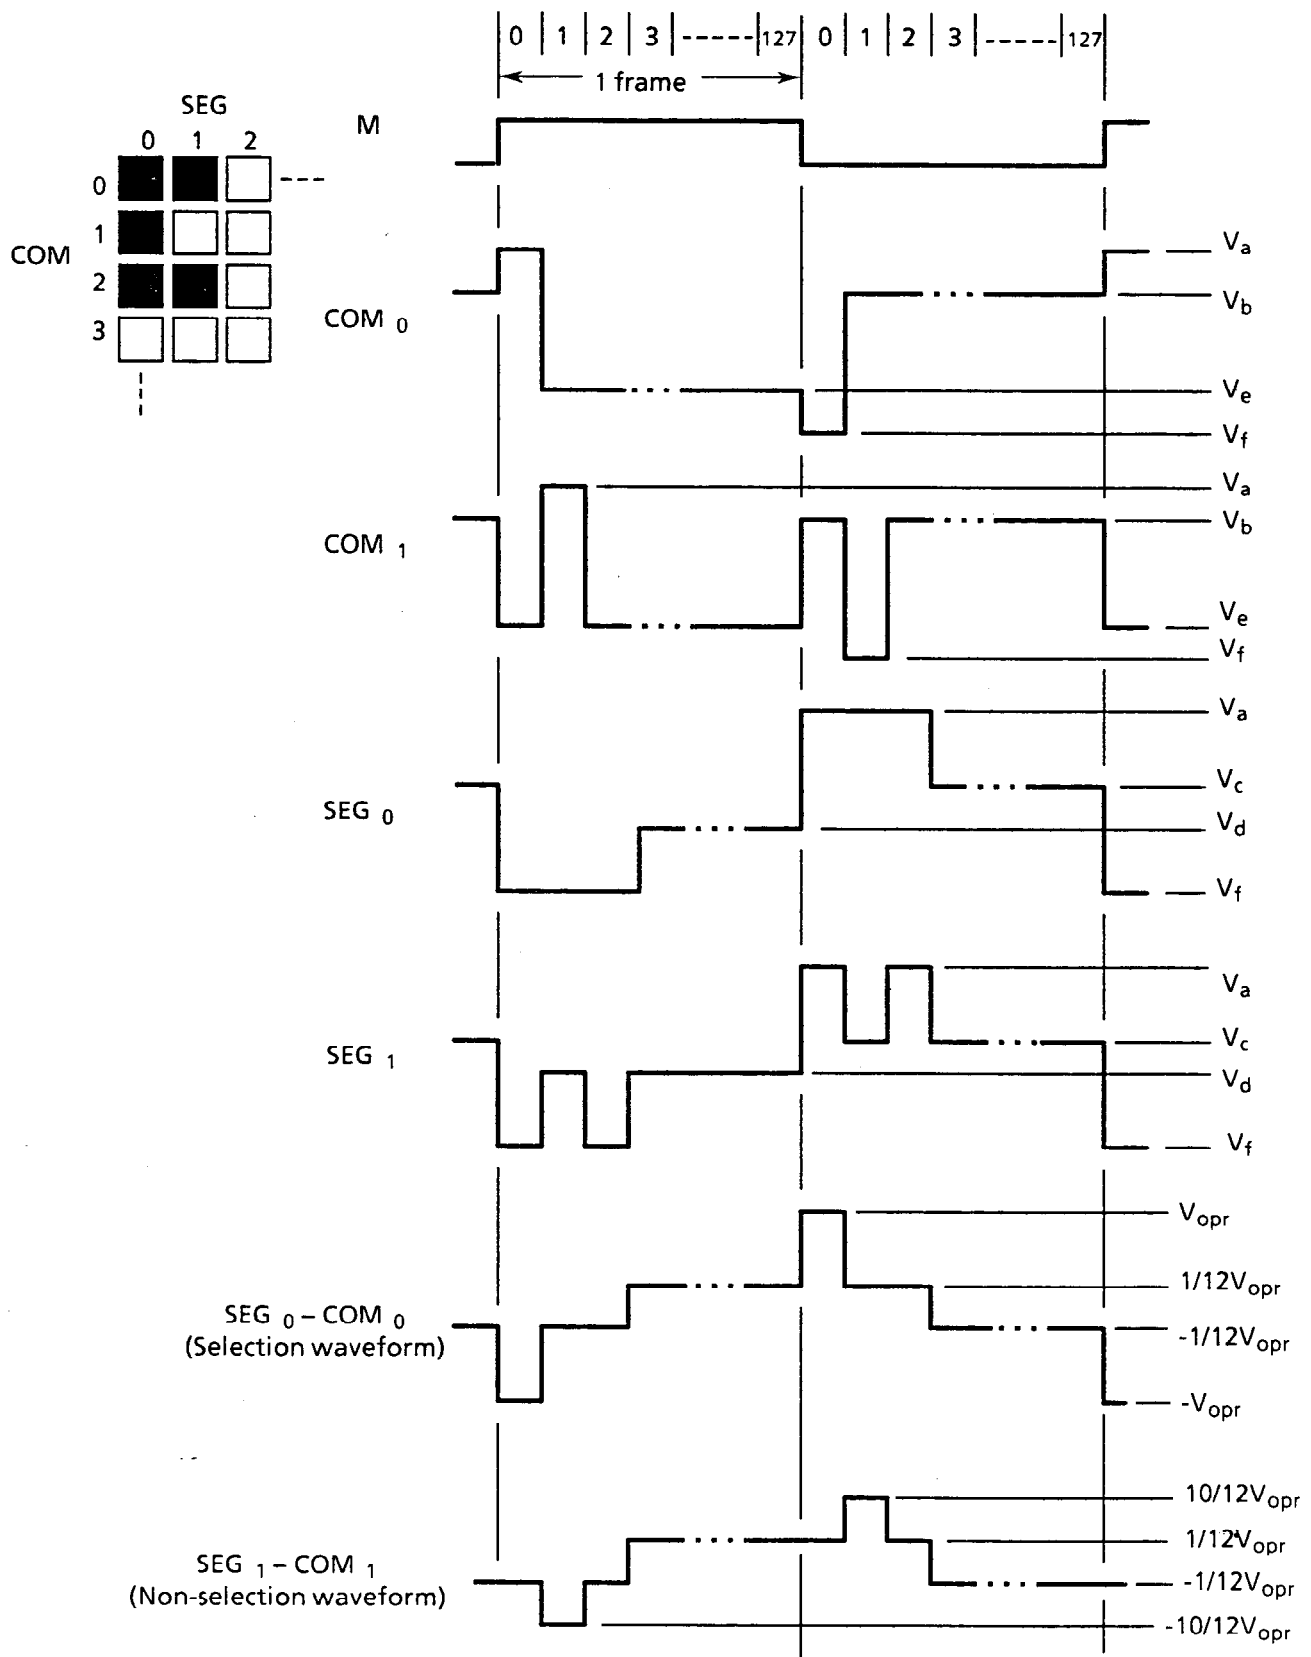 0 1 2 3 ----- 127 0 1 2 3 ----- 127
1 frame
SEG
M
0 1 2
0
1
COM
2
3
COM 0
Va
Vb
Ve
Vf
COM 1
Va
Vb
Ve
Vf
SEG 0
Va
Vc
Vd
Vf
SEG 1
Va
Vc
Vd
Vf
SEG 0 – COM 0
(Selection waveform)
Vopr
1/12Vopr
-1/12Vopr
-Vopr
SEG 1 – COM 1
(Non-selection waveform)
10/12Vopr
1/12Vopr
-1/12Vopr
-10/12Vopr